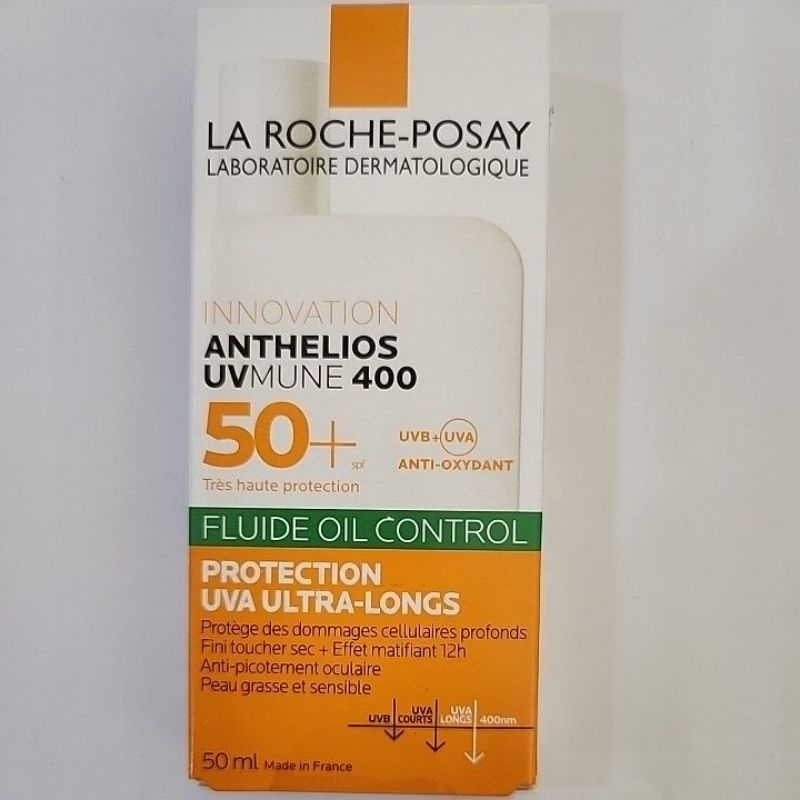 LA ROCHE-POSAY
LABORATOIRE DERMATOLOGIQUE
INNOVATION
ANTHELIOS
UVMUNE 400
50+ spf
Très haute protection
UVB+UVA
ANTI-OXYDANT
FLUIDE OIL CONTROL
PROTECTION
UVA ULTRA-LONGS
Protège des dommages cellulaires profonds
Fini toucher sec + Effet matifiant 12h
Anti-picotement oculaire
Peau grasse et sensible
UVB
UVA
COURTS
UVA
LONGS
400nm
50 ml Made in France